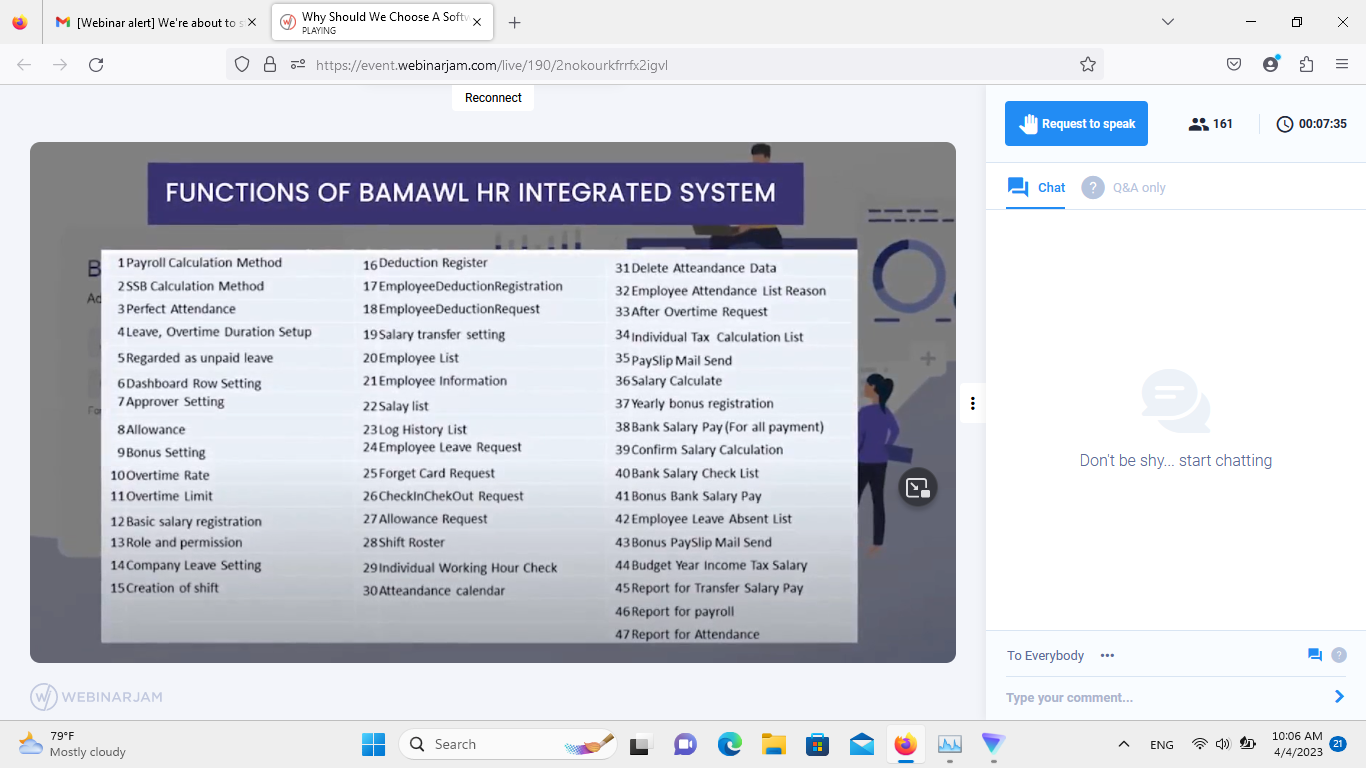 [Webinar alert] We're about to s
Why Should We Choose A Softw
PLAYING
https://event.webinarjam.com/live/190/2nokourkfrrfx2igvl
Reconnect
Request to speak
161
00:07:35
Chat
? Q&A only
FUNCTIONS OF BAMAWL HR INTEGRATED SYSTEM
1 Payroll Calculation Method
2 SSB Calculation Method
3 Perfect Attendance
4 Leave, Overtime Duration Setup
5 Regarded as unpaid leave
6 Dashboard Row Setting
7 Approver Setting
8 Allowance
9 Bonus Setting
10 Overtime Rate
11 Overtime Limit
12 Basic salary registration
13 Role and permission
14 Company Leave Setting
15 Creation of shift
16 Deduction Register
17 EmployeeDeductionRegistration
18 EmployeeDeductionRequest
19 Salary transfer setting
20 Employee List
21 Employee Information
22 Salay list
23 Log History List
24 Employee Leave Request
25 Forget Card Request
26 CheckInChekOut Request
27 Allowance Request
28 Shift Roster
29 Individual Working Hour Check
30 Atteandance calendar
31 Delete Atteandance Data
32 Employee Attendance List Reason
33 After Overtime Request
34 Individual Tax Calculation List
35 PaySlip Mail Send
36 Salary Calculate
37 Yearly bonus registration
38 Bank Salary Pay (For all payment)
39 Confirm Salary Calculation
40 Bank Salary Check List
41 Bonus Bank Salary Pay
42 Employee Leave Absent List
43 Bonus PaySlip Mail Send
44 Budget Year Income Tax Salary
45 Report for Transfer Salary Pay
46 Report for payroll
47 Report for Attendance
Don't be shy... start chatting
To Everybody
?
Type your comment...
WEBINARJAM
79°F
Mostly cloudy
Search
ENG
10:06 AM
4/4/2023
21